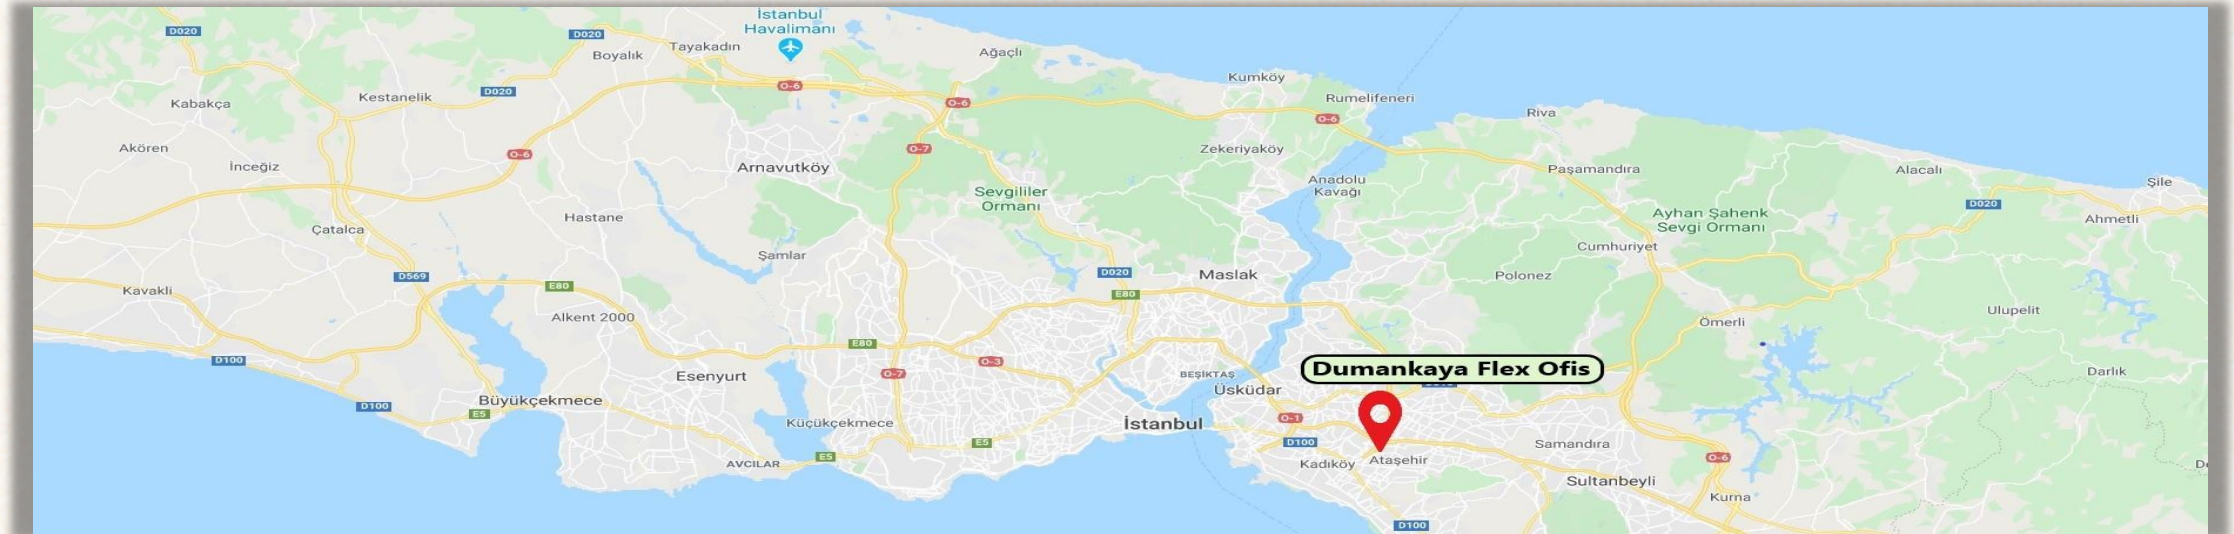 İstanbul
Havalimanı
D020
D020
Boyalık
Tayakadın
Ağaçlı
Kumköy
O-6
D020
Kestanelik
Kabakça
O-6
Rumelifeneri
Riva
O-6
Akören
İnceğiz
O-6
O-7
Arnavutköy
Zekeriyaköy
Paşamandıra
Alacalı
Şile
Anadolu
Kavağı
Sevgililer
Ormanı
D020
Ahmetli
Hastane
Çatalca
Ayhan Şahenk
Sevgi Ormanı
Cumhuriyet
Şamlar
D569
D020
Maslak
Polonez
Kavakli
E80
E80
Alkent 2000
Ulupelit
Ömerli
D100
E80
O-3
O-7
Esenyurt
BEŞİKTAŞ
Üsküdar
Dumankaya Flex Ofis
Darlık
D100
E5
Büyükçekmece
Küçükçekmece
İstanbul
O-1
D100
E5
E5
AVCILAR
Kadıköy
Ataşehir
Samandıra
Sultanbeyli
O-6
Kurna
D100